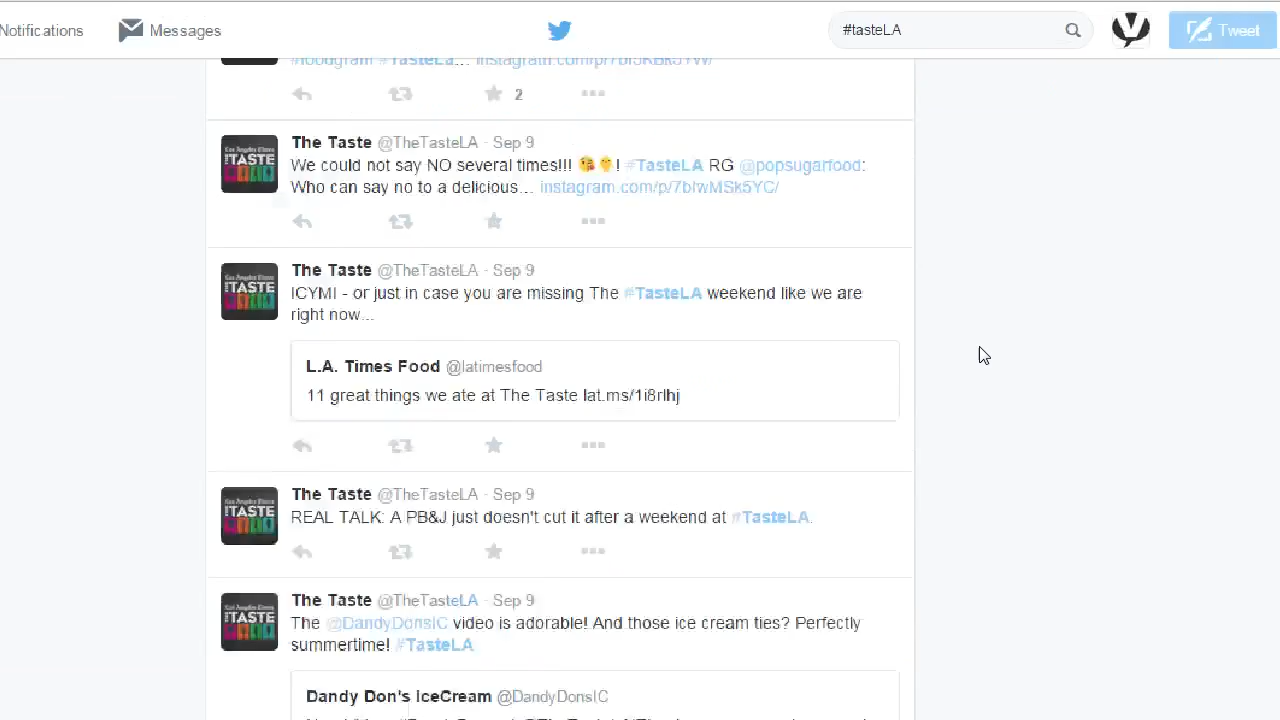 Notifications
Messages
#tasteLA
Tweet
#foodgram #TasteLA...
2
The Taste @TheTasteLA - Sep 9
We could not say NO several times!!! 😘✋! #TasteLA RG @popsugarfood:
Who can say no to a delicious...
The Taste @TheTasteLA - Sep 9
ICYMI - or just in case you are missing The #TasteLA weekend like we are
right now...
L.A. Times Food @latimesfood
11 great things we ate at The Taste lat.ms/1i8rlhj
The Taste @TheTasteLA - Sep 9
REAL TALK: A PB&J just doesn't cut it after a weekend at #TasteLA.
The Taste @TheTasteLA - Sep 9
The @DandyDonsIC video is adorable! And those ice cream ties? Perfectly
summertime! #TasteLA
Dandy Don's iceCream @DandyDonsIC